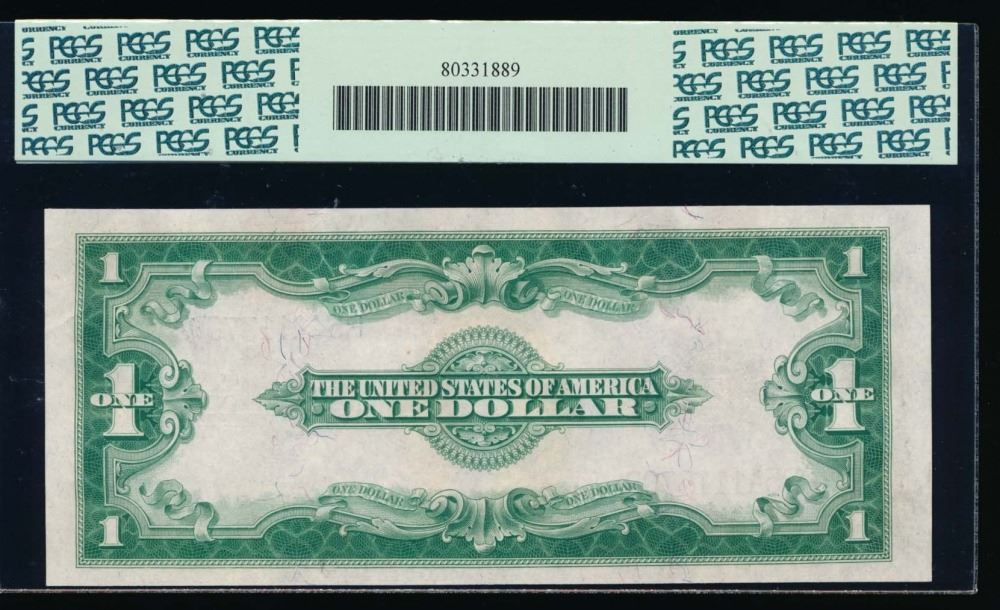 PCGS CURRENCY
80331889
1 1
ONE DOLLAR ONE DOLLAR
THE UNITED STATES OF AMERICA
ONE DOLLAR
1 ONE 1 ONE
ONE DOLLAR ONE DOLLAR
1 1